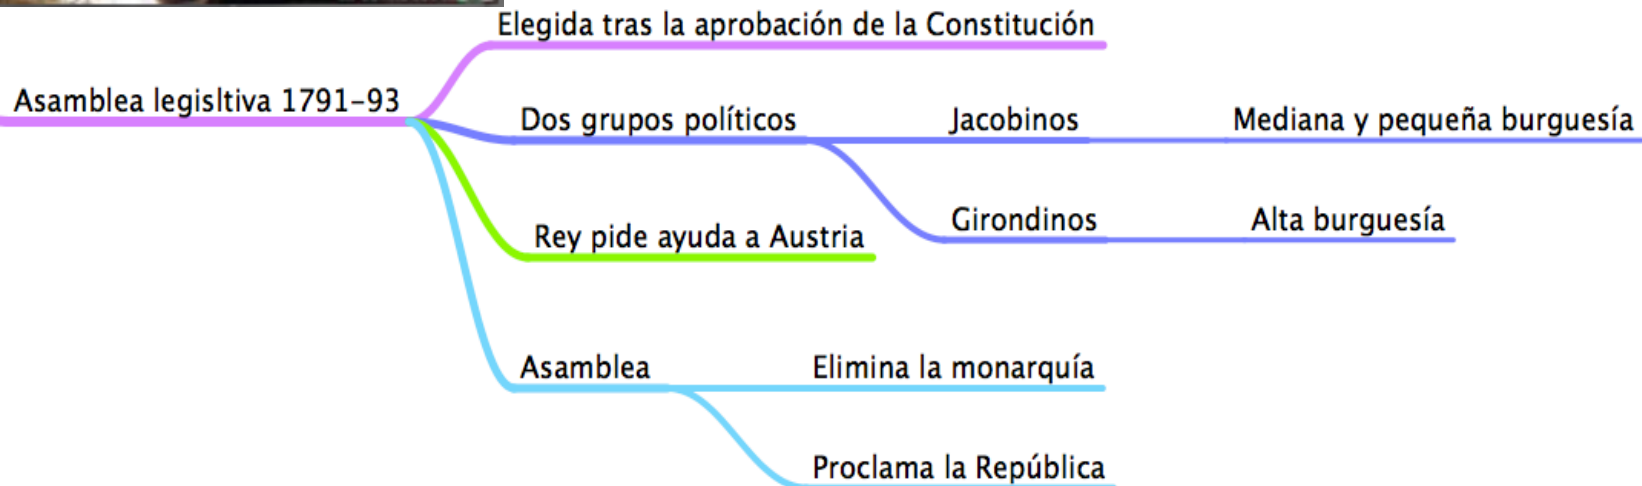 Elegida tras la aprobación de la Constitución
Asamblea legisltiva 1791-93
Dos grupos políticos
Jacobinos
Mediana y pequeña burguesía
Girondinos
Alta burguesía
Rey pide ayuda a Austria
Asamblea
Elimina la monarquía
Proclama la República